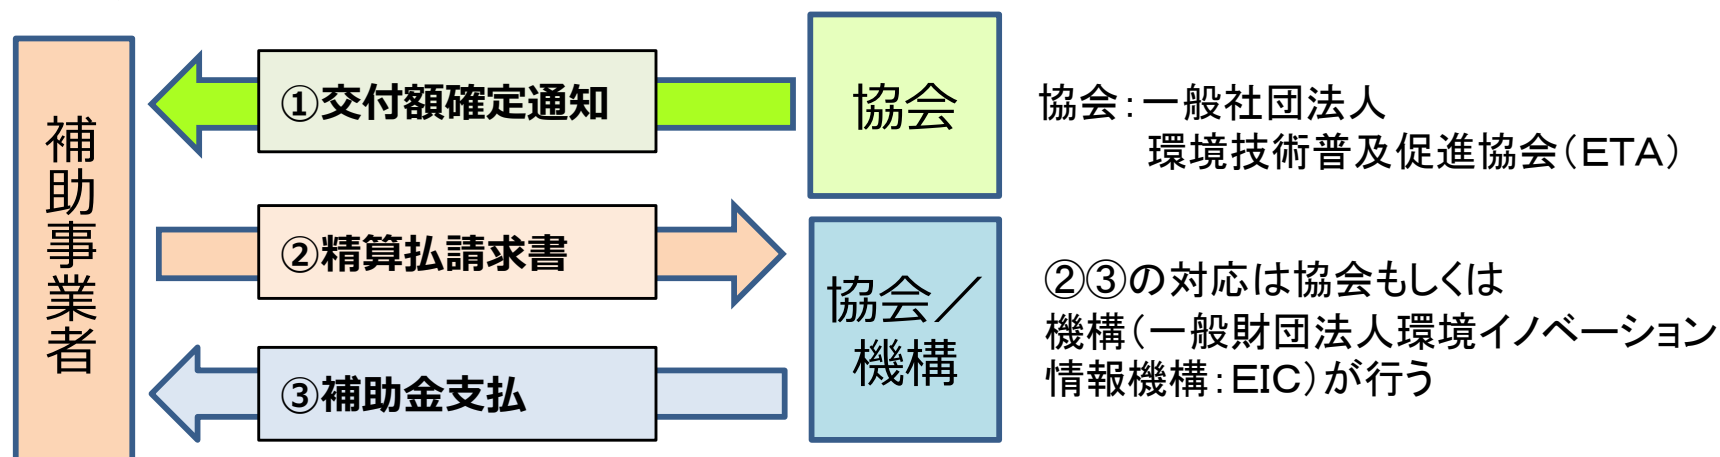 補助事業者
①交付額確定通知
協会
協会：一般社団法人
環境技術普及促進協会（ＥＴＡ）
②精算払請求書
協会／
機構
②③の対応は協会もしくは
機構（一般財団法人環境イノベーション
情報機構：ＥＩＣ）が行う
③補助金支払